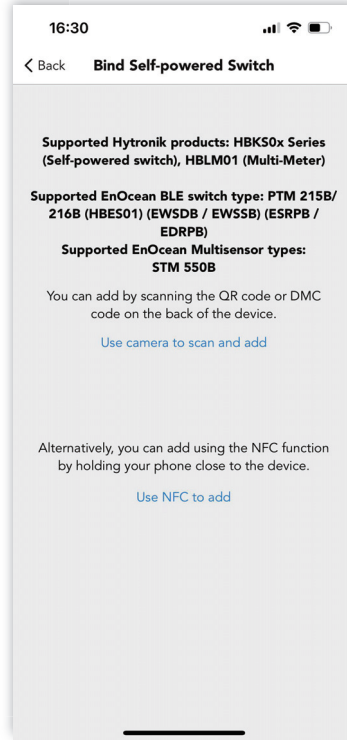 16:30
Back Bind Self-powered Switch
Supported Hytronik products: HBKS0x Series
(Self-powered switch), HBLM01 (Multi-Meter)
Supported EnOcean BLE switch type: PTM 215B/
216B (HBES01) (EWSDB / EWSSB) (ESRPB /
EDRPB)
Supported EnOcean Multisensor types:
STM 550B
You can add by scanning the QR code or DMC
code on the back of the device.
Use camera to scan and add
Alternatively, you can add using the NFC function
by holding your phone close to the device.
Use NFC to add